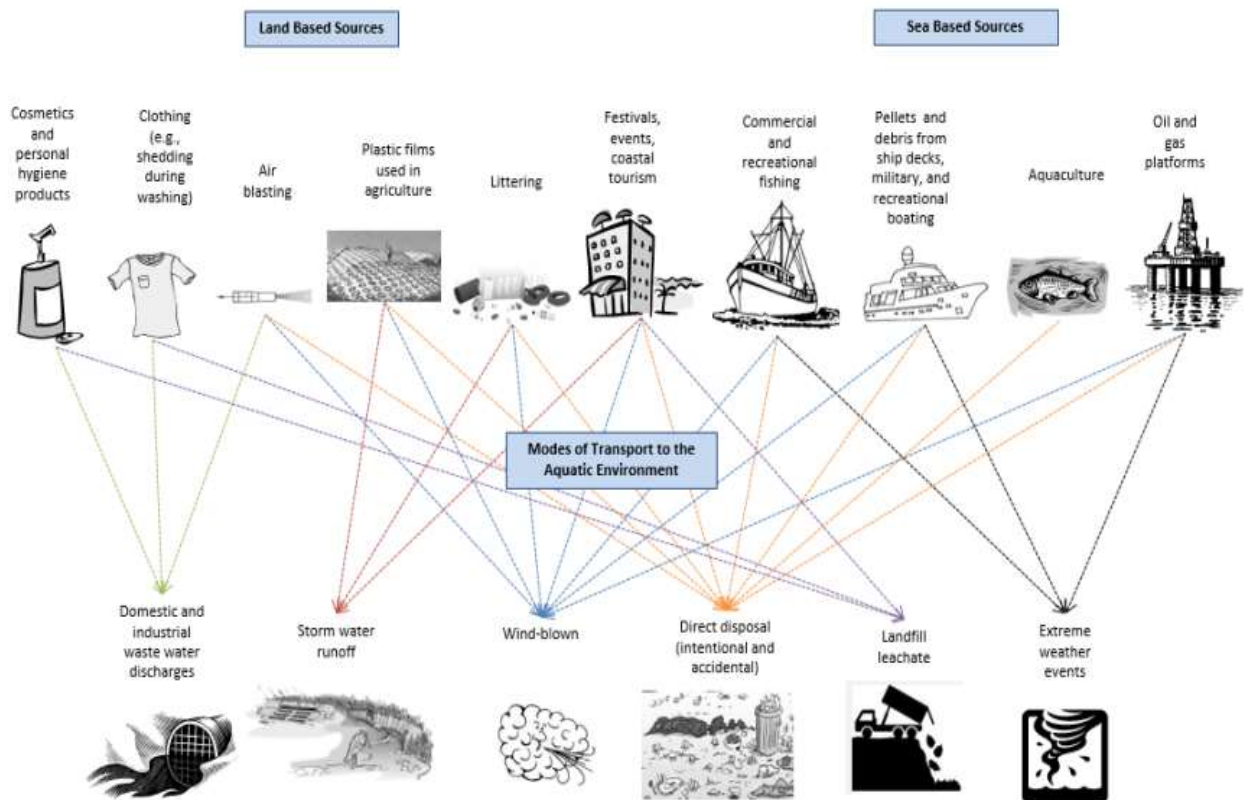 Land Based Sources
Sea Based Sources
Cosmetics
and
personal
hygiene
products
Clothing
(e.g.,
shedding
during
washing)
Air
blasting
Plastic films
used in
agriculture
Littering
Festivals,
events,
coastal
tourism
Commercial
and
recreational
fishing
Pellets and
debris from
ship decks,
military, and
recreational
boating
Aquaculture
Oil and
gas
platforms
Modes of Transport to the
Aquatic Environment
Domestic and
industrial
waste water
discharges
Storm water
runoff
Wind-blown
Direct disposal
(intentional and
accidental)
Landfill
leachate
Extreme
weather
events